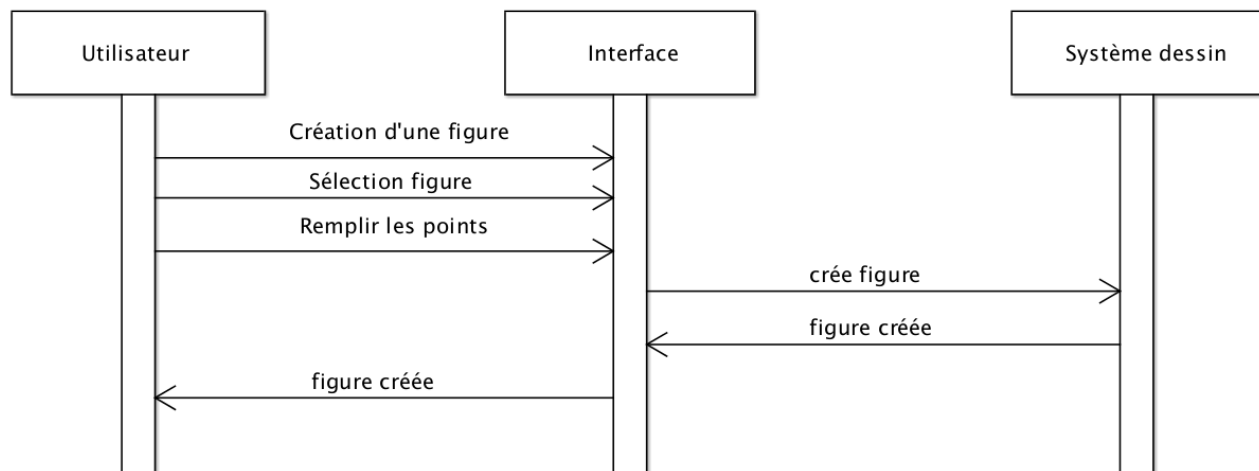 Utilisateur
Interface
Système dessin
Création d'une figure
Sélection figure
Remplir les points
crée figure
figure créée
figure créée